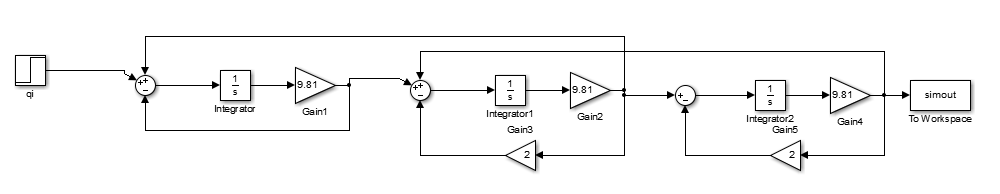 qi
1
s
Integrator
9.81
Gain1
1
s
Integrator1
Gain3
9.81
Gain2
2
1
s
Integrator2
Gain5
9.81
Gain4
2
simout
To Workspace